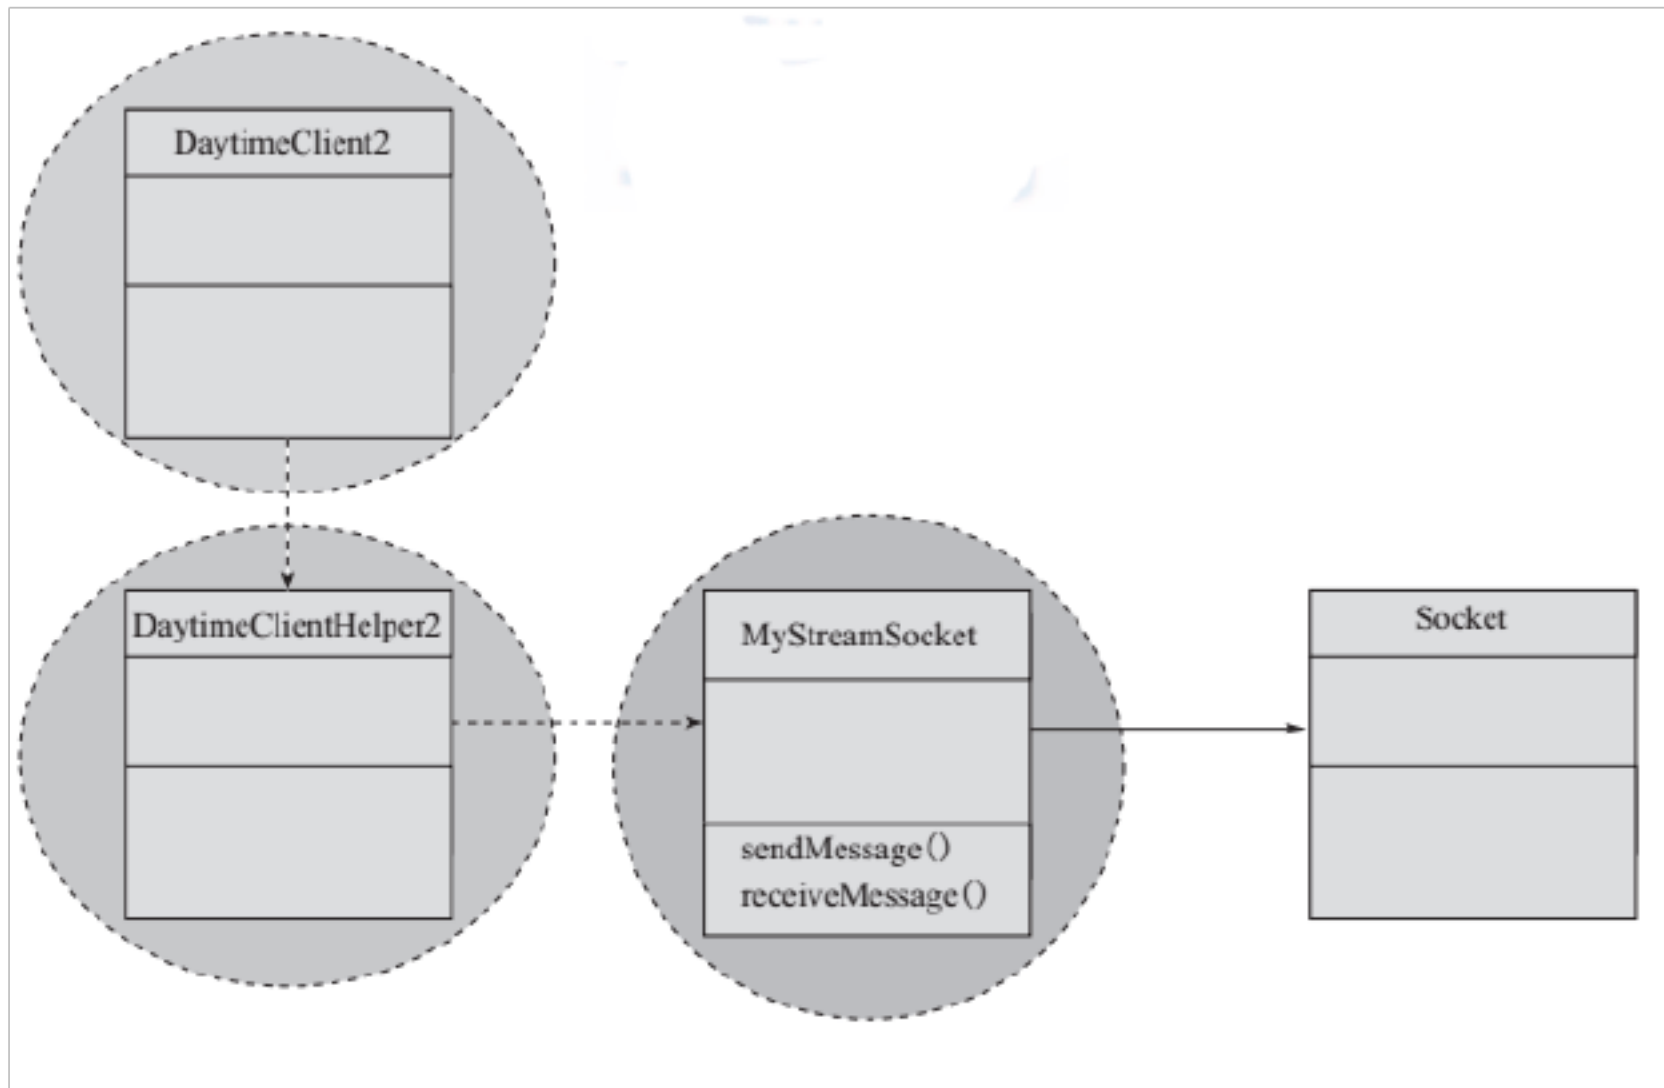 DaytimeClient2
DaytimeClientHelper2
MyStreamSocket
sendMessage()
receiveMessage()
Socket